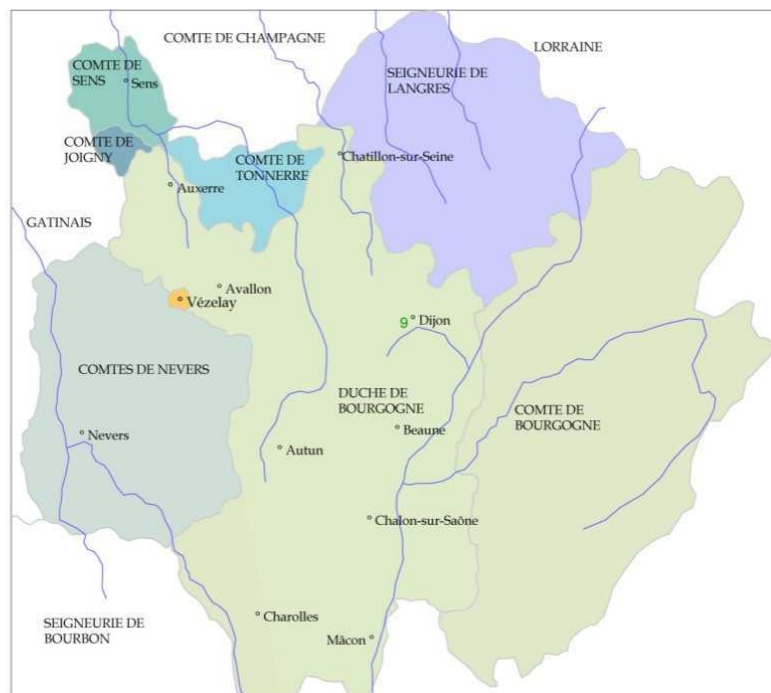 COMTE DE CHAMPAGNE
LORRAINE
COMTE DE
SENS
Sens
SEIGNEURIE DE
LANGRES
COMTE DE
JOIGNY
COMTE DE
TONNERRE
Chatillon-sur-Seine
Auxerre
GATINAIS
Avallon
Vézelay
9 Dijon
COMTES DE NEVERS
DUCHE DE
BOURGOGNE
COMTE DE
BOURGOGNE
Beaune
Nevers
Autun
Chalon-sur-Saône
Charolles
SEIGNEURIE DE
BOURBON
Mâcon